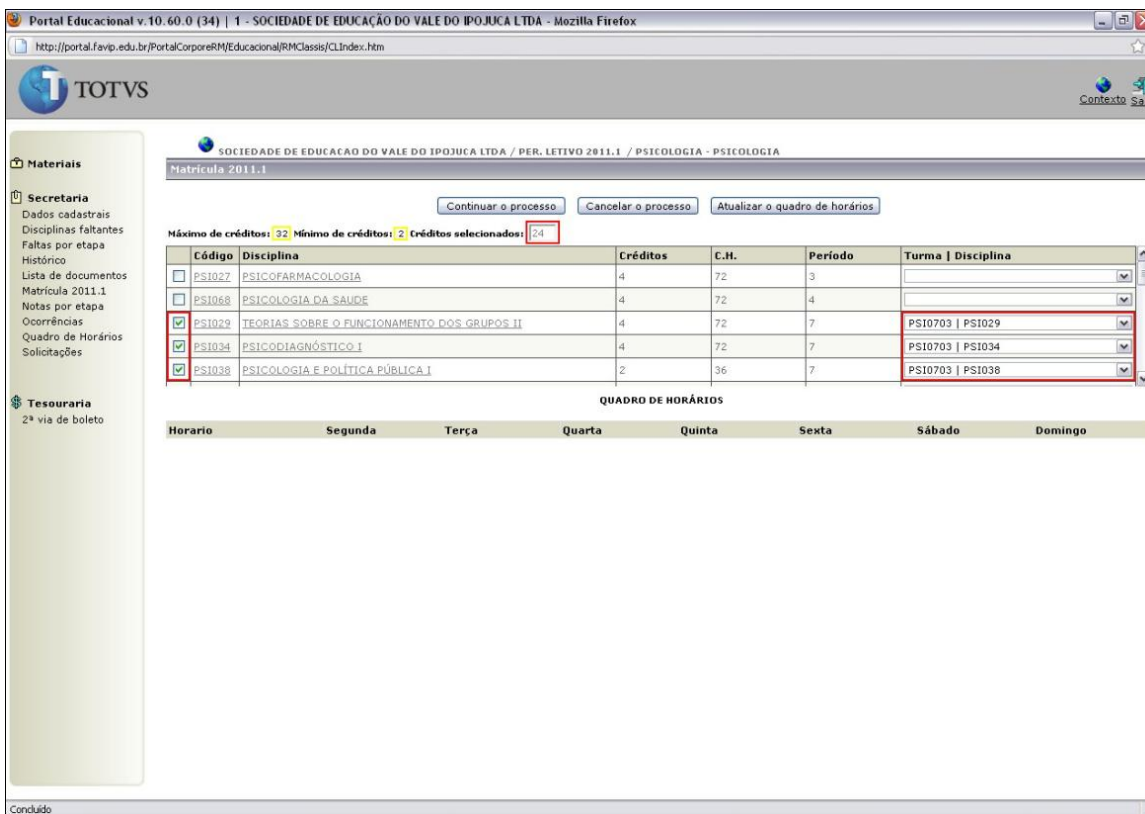 Portal Educacional v.10.60.0 (34) | 1 - SOCIEDADE DE EDUCAÇÃO DO VALE DO IPOJUCA LTDA - Mozilla Firefox
http://portal.favip.edu.br/PortalCorporeRM/Educacional/RMClassis/CLIndex.htm
TOTVS
Contexto
SOCIEDADE DE EDUCACAO DO VALE DO IPOJUCA LTDA / PER. LETIVO 2011.1 / PSICOLOGIA - PSICOLOGIA
Matrícula 2011.1
Materiais
Secretaria
Dados cadastrais
Disciplinas faltantes
Faltas por etapa
Histórico
Lista de documentos
Matrícula 2011.1
Notas por etapa
Ocorrências
Quadro de Horários
Solicitações
Tesouraria
2ª via de boleto
Continuar o processo Cancelar o processo Atualizar o quadro de horários
Máximo de créditos: 32 Mínimo de créditos: 2 Créditos selecionados: 24
Código Disciplina Créditos C.H. Período Turma | Disciplina
PSI027 PSICOFARMACOLOGIA 4 72 3
PSI068 PSICOLOGIA DA SAUDE 4 72 4
PSI029 TEORIAS SOBRE O FUNCIONAMENTO DOS GRUPOS II 4 72 7 PSI0703 | PSI029
PSI034 PSICODIAGNÓSTICO I 4 72 7 PSI0703 | PSI034
PSI038 PSICOLOGIA E POLÍTICA PÚBLICA I 2 36 7 PSI0703 | PSI038
QUADRO DE HORÁRIOS
Horario Segunda Terça Quarta Quinta Sexta Sábado Domingo
Concluído